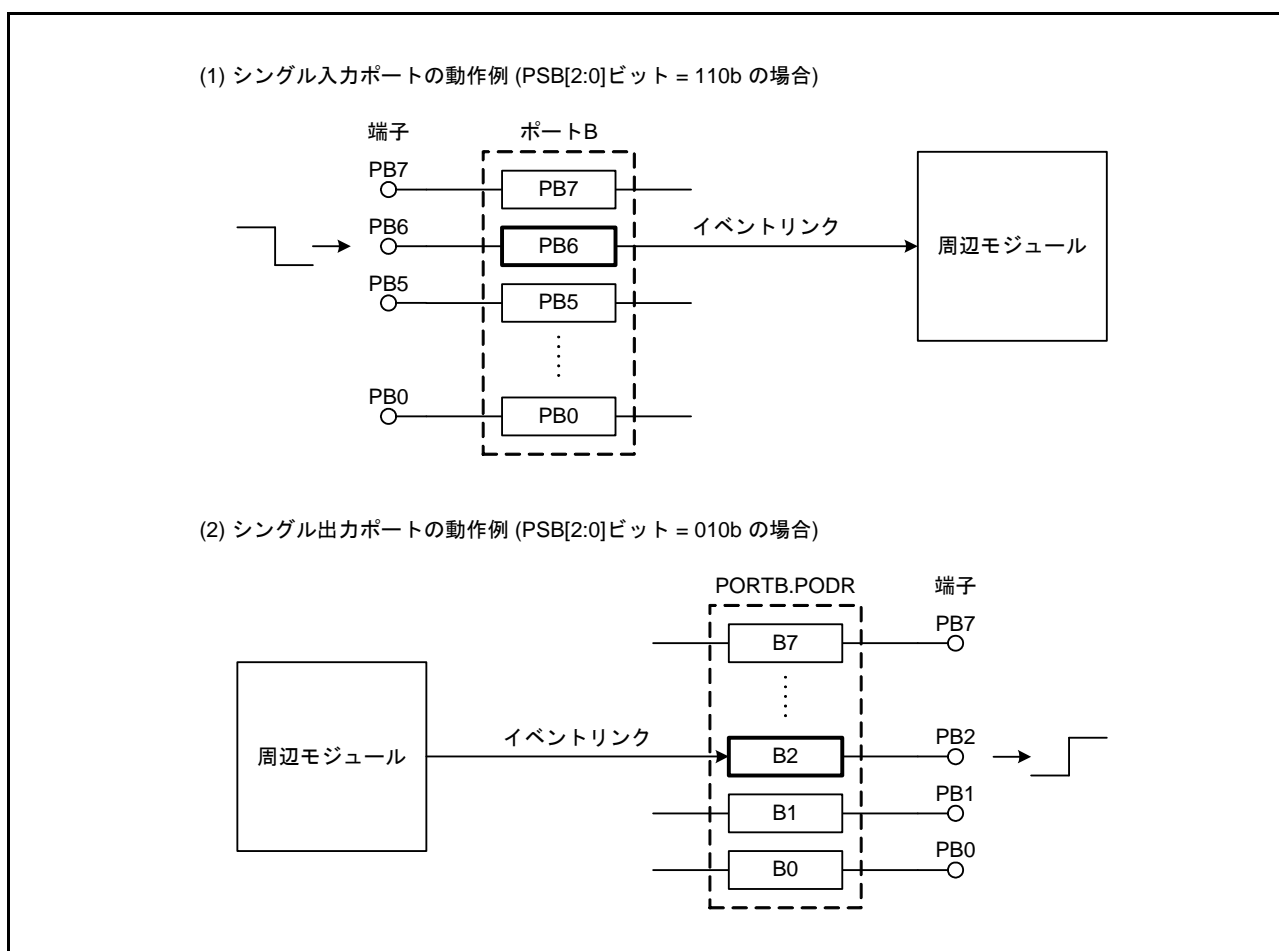 (1) シングル入力ポートの動作例 (PSB[2:0]ビット = 110b の場合)
端子
ポートB
PB7
PB7
PB6
PB6
イベントリンク
周辺モジュール
PB5
PB5
PB0
PB0
(2) シングル出力ポートの動作例 (PSB[2:0]ビット = 010b の場合)
PORTB.PODR
端子
B7
PB7
周辺モジュール
イベントリンク
B2
PB2
B1
PB1
B0
PB0